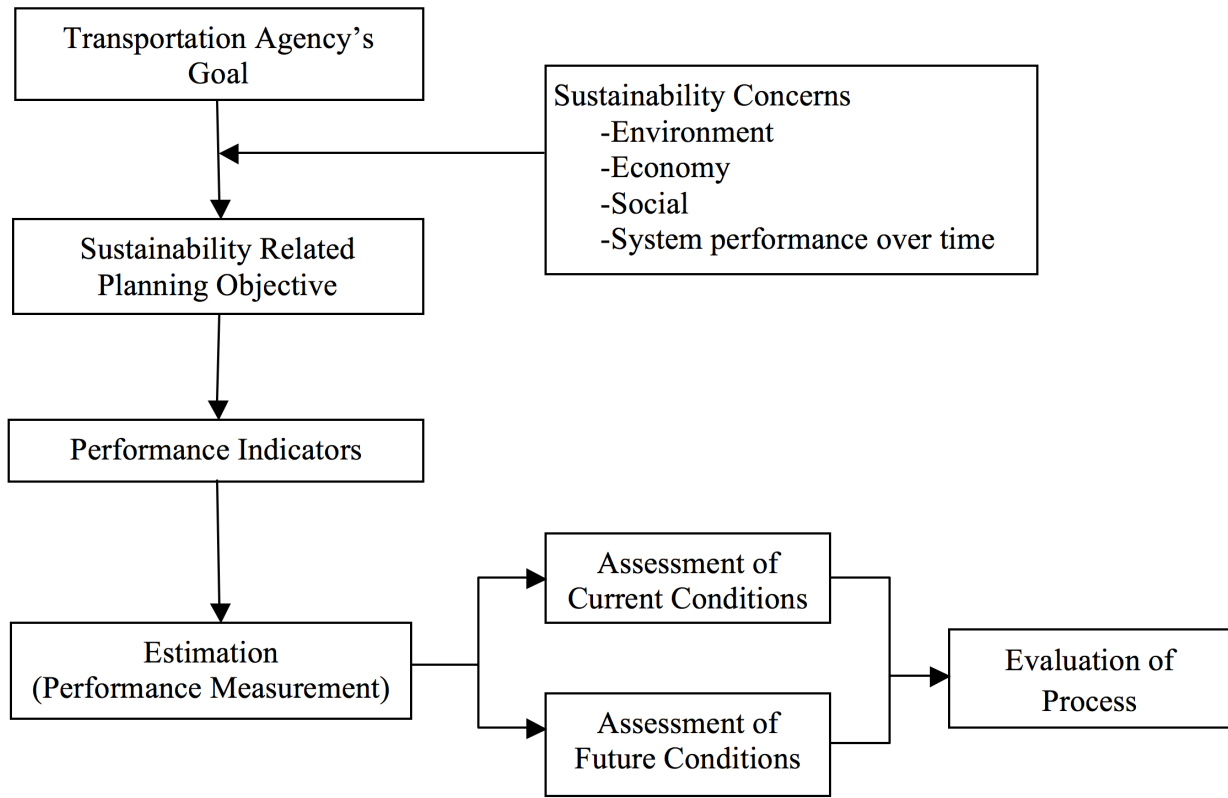 Transportation Agency’s
Goal
Sustainability Concerns
-Environment
-Economy
-Social
-System performance over time
Sustainability Related
Planning Objective
Performance Indicators
Estimation
(Performance Measurement)
Assessment of
Current Conditions
Assessment of
Future Conditions
Evaluation of
Process